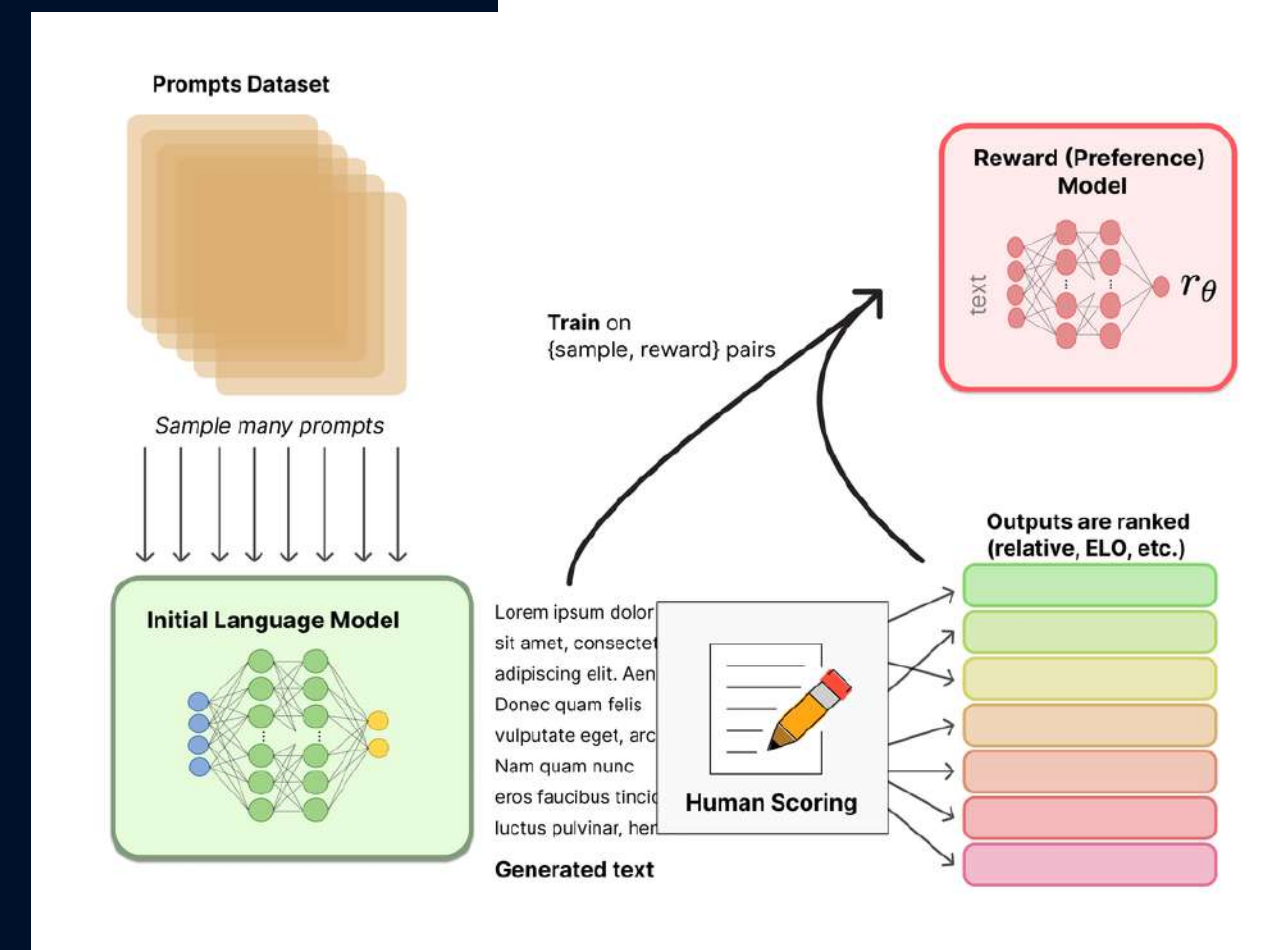 Prompts Dataset
Sample many prompts
Initial Language Model
Train on
{sample, reward} pairs
Lorem ipsum dolor
sit amet, consectet
adipiscing elit. Aen
Donec quam felis
vulputate eget, arc
Nam quam nunc
eros faucibus tincid
luctus pulvinar, her
Generated text
Human Scoring
Reward (Preference)
Model
text
rθ
Outputs are ranked
(relative, ELO, etc.)